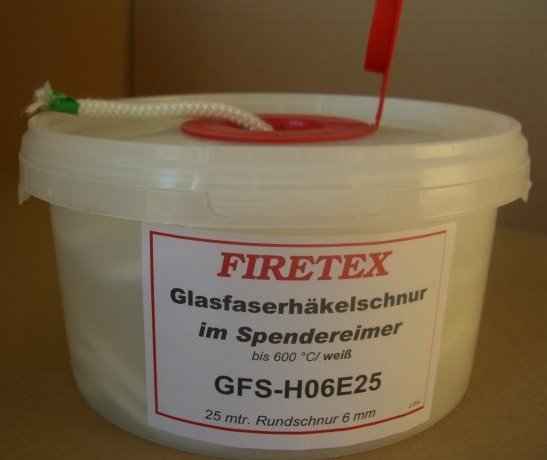 FIRETEX
Glasfaserhäkelschnur
im Spendereimer
bis 600 °C/ weiß
GFS-H06E25
25 mtr. Rundschnur 6 mm